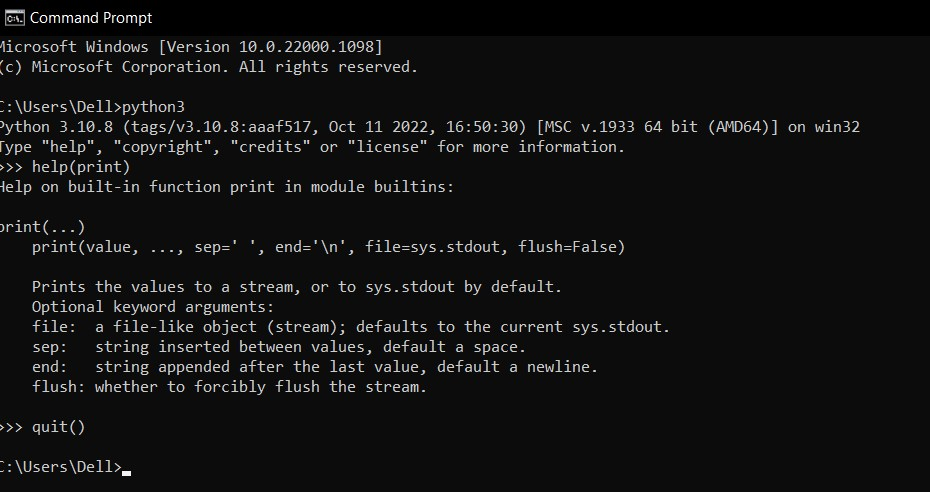 Command Prompt
Microsoft Windows [Version 10.0.22000.1098]
(c) Microsoft Corporation. All rights reserved.

C:\Users\Dell>python3
Python 3.10.8 (tags/v3.10.8:aaaf517, Oct 11 2022, 16:50:30) [MSC v.1933 64 bit (AMD64)] on win32
Type "help", "copyright", "credits" or "license" for more information.
>>> help(print)
Help on built-in function print in module builtins:

print(...)
    print(value, ..., sep=' ', end='\n', file=sys.stdout, flush=False)

    Prints the values to a stream, or to sys.stdout by default.
    Optional keyword arguments:
    file:  a file-like object (stream); defaults to the current sys.stdout.
    sep:   string inserted between values, default a space.
    end:   string appended after the last value, default a newline.
    flush: whether to forcibly flush the stream.

>>> quit()

C:\Users\Dell>